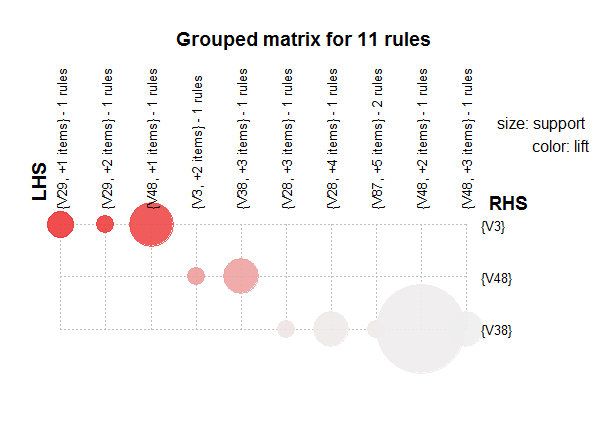 Grouped matrix for 11 rules
size: support
color: lift
LHS
{V29, +1 items} - 1 rules
{V29, +2 items} - 1 rules
{V48, +1 items} - 1 rules
{V3, +2 items} - 1 rules
{V38, +3 items} - 1 rules
{V28, +3 items} - 1 rules
{V28, +4 items} - 1 rules
{V87, +5 items} - 2 rules
{V48, +2 items} - 1 rules
{V48, +3 items} - 1 rules
RHS
{V3}
{V48}
{V38}